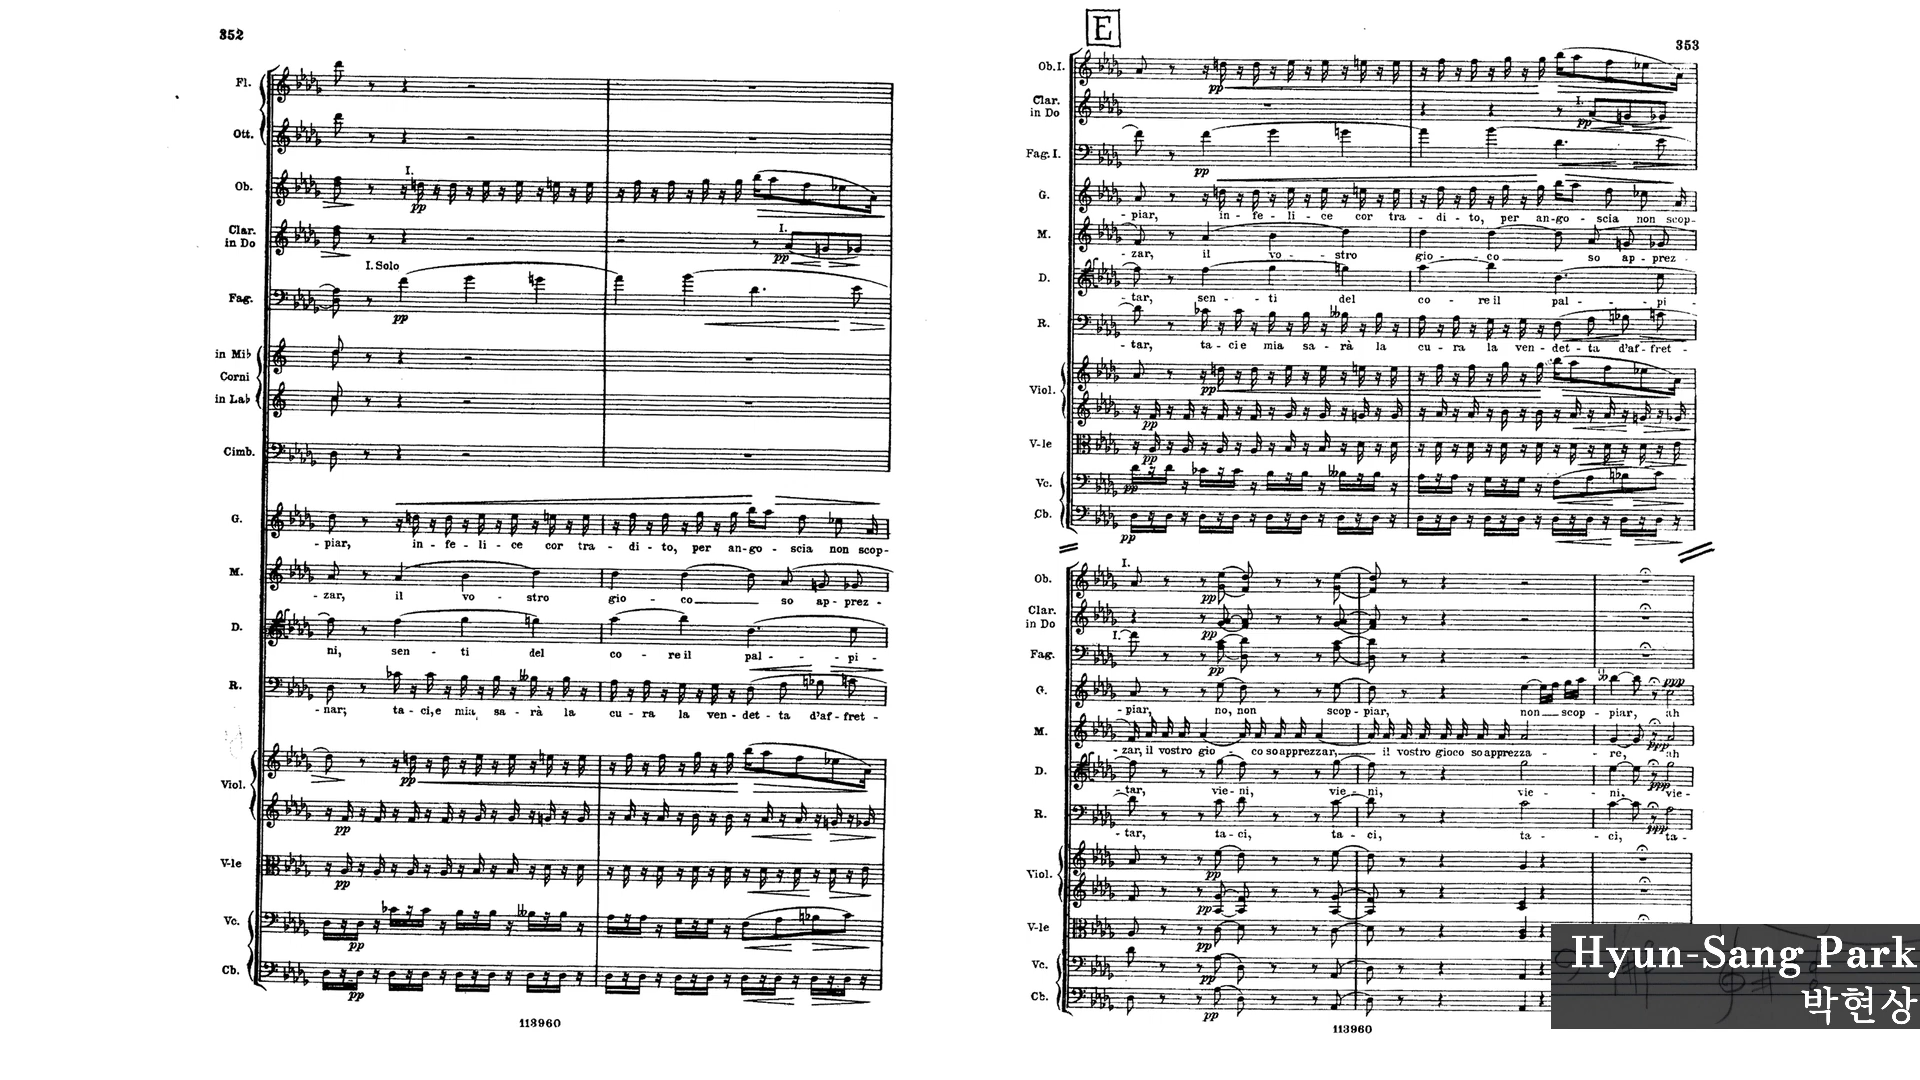 352
Fl.
Ott.
I.
Ob.
pp
Clar.
in Do
I.
pp
I. Solo
Fag.
pp
in Mi♭
Corni
in La♭
Cimb.
G.
- piar, in - fe - li - ce cor tra - di - to, per an-go - scia non scop-
M.
- zar, il vo - stro gio - co so ap-prez -
D.
ni, sen - ti del co - re il pal - pi -
R.
- nar; ta - ci, e mia sa - rà la cu - ra la ven-det-ta d'af-fret -
Viol.
pp
pp
V-le
pp
Vc.
pp
Cb.
pp
113960
E
353
Ob. I.
pp
Clar.
in Do
I.
pp
Fag. I.
pp
G.
- piar, in - fe - li - ce cor tra - di - to, per an-go - scia non scop-
M.
- zar, il vo - stro gio - co so ap-prez -
D.
- tar, sen - ti del co - re il pal - pi -
R.
- tar, ta - ci e mia sa - rà la cu - ra la ven-det-ta d'af-fret -
Viol.
pp
pp
V-le
pp
Vc.
pp
Cb.
pp
I.
Ob.
pp
Clar.
in Do
pp
I.
Fag.
pp
G.
ppp
- piar, no, non scop - piar, non scop - piar, ah
M.
ppp
- zar, il vostro gio - co so apprezzar, il vostro gioco so apprezza - re, ah
D.
ppp
- tar, vie - ni, vie - ni, vie - ni, vie -
R.
ppp
- tar, ta - ci, ta - ci, ta - ci, ta -
Viol.
pp
pp
V-le
pp
Vc.
pp
Cb.
pp
113960
Hyun-Sang Park
박현상